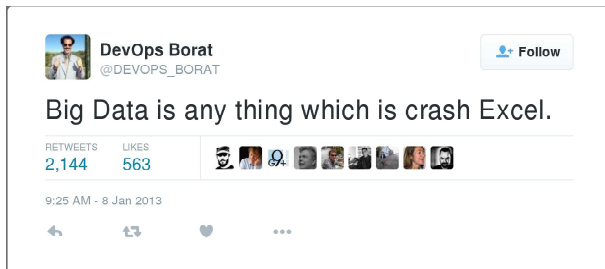 DevOps Borat
@DEVOPS_BORAT
Follow
Big Data is any thing which is crash Excel.
RETWEETS LIKES
2,144 563
9:25 AM - 8 Jan 2013